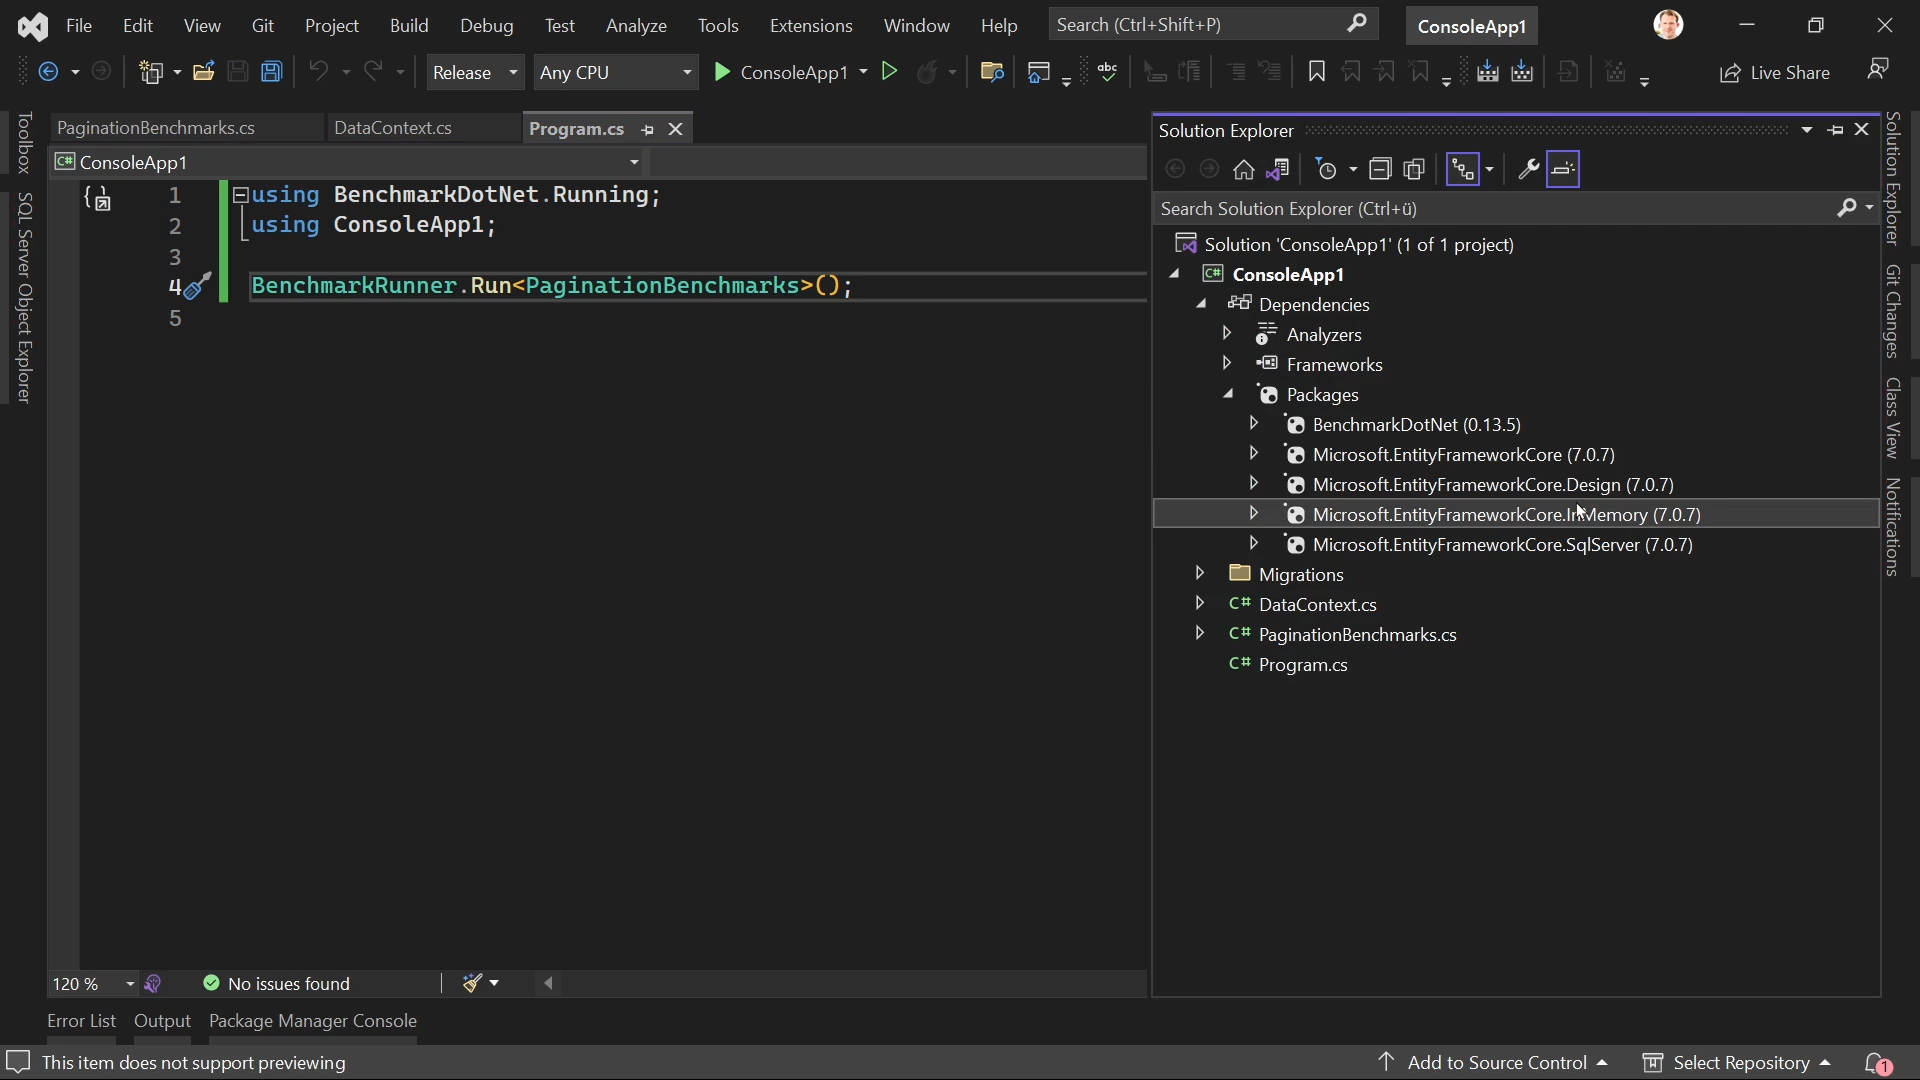 File Edit View Git Project Build Debug Test Analyze Tools Extensions Window Help Search (Ctrl+Shift+P) ConsoleApp1
Release Any CPU ConsoleApp1 abc Live Share
Toolbox
SQL Server Object Explorer
PaginationBenchmarks.cs DataContext.cs Program.cs
C# ConsoleApp1
1 using BenchmarkDotNet.Running;
2 using ConsoleApp1;
3
4 BenchmarkRunner.Run<PaginationBenchmarks>();
5
Solution Explorer
Search Solution Explorer (Ctrl+ü)
Solution 'ConsoleApp1' (1 of 1 project)
C# ConsoleApp1
Dependencies
Analyzers
Frameworks
Packages
BenchmarkDotNet (0.13.5)
Microsoft.EntityFrameworkCore (7.0.7)
Microsoft.EntityFrameworkCore.Design (7.0.7)
Microsoft.EntityFrameworkCore.InMemory (7.0.7)
Microsoft.EntityFrameworkCore.SqlServer (7.0.7)
Migrations
C# DataContext.cs
C# PaginationBenchmarks.cs
C# Program.cs
Solution Explorer
Git Changes
Class View
Notifications
120 % No issues found
Error List Output Package Manager Console
This item does not support previewing Add to Source Control Select Repository 1